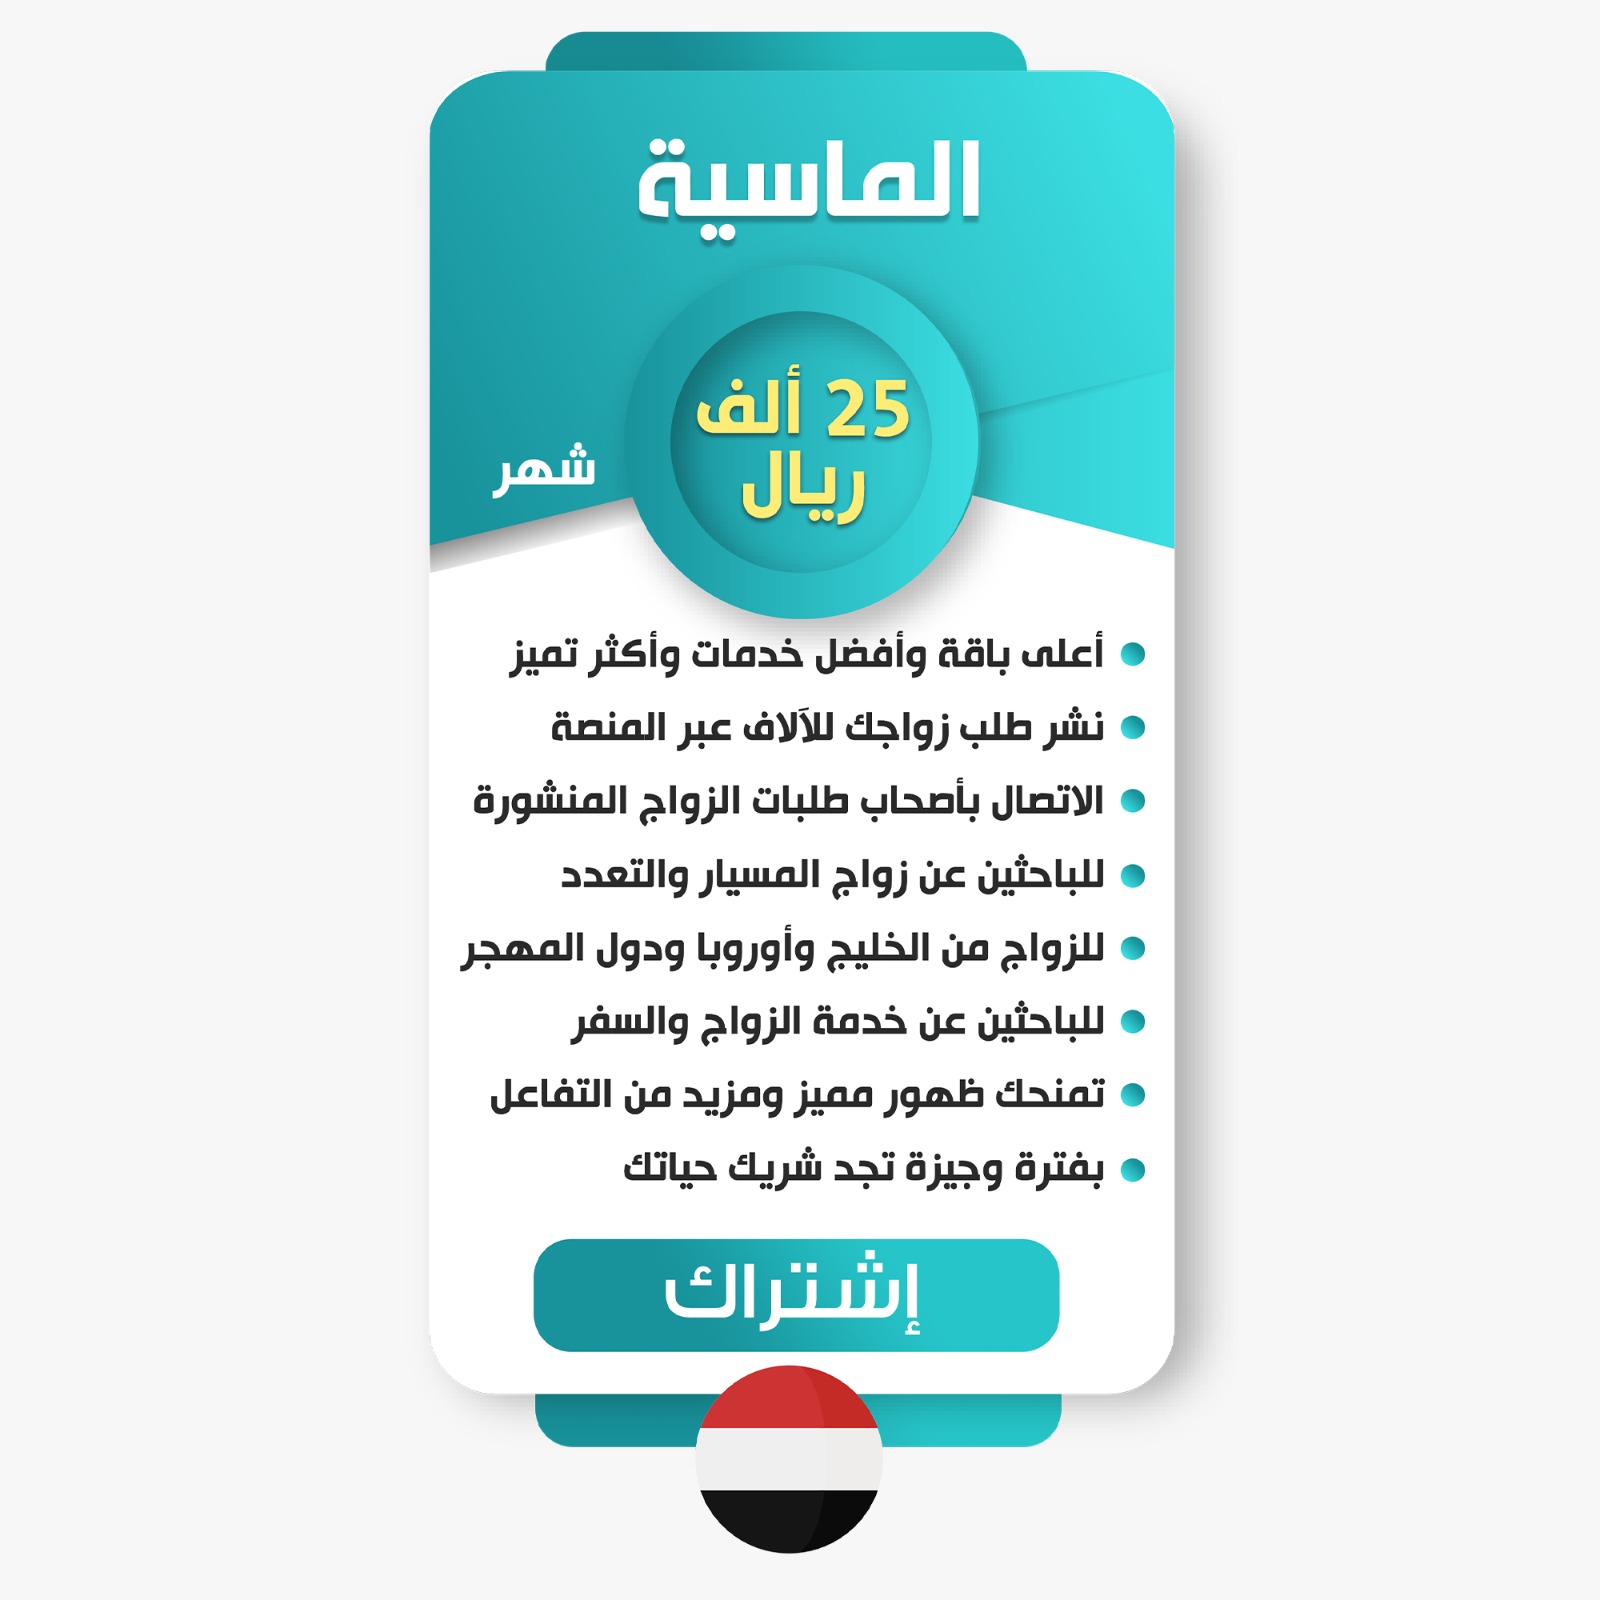 الماسية
25 ألف
ريال
شهر
أعلى باقة وأفضل خدمات وأكثر تميز
نشر طلب زواجك للآلاف عبر المنصة
الاتصال بأصحاب طلبات الزواج المنشورة
للباحثين عن زواج المسيار والتعدد
للزواج من الخليج وأوروبا ودول المهجر
للباحثين عن خدمة الزواج والسفر
تمنحك ظهور مميز ومزيد من التفاعل
بفترة وجيزة تجد شريك حياتك
إشتراك